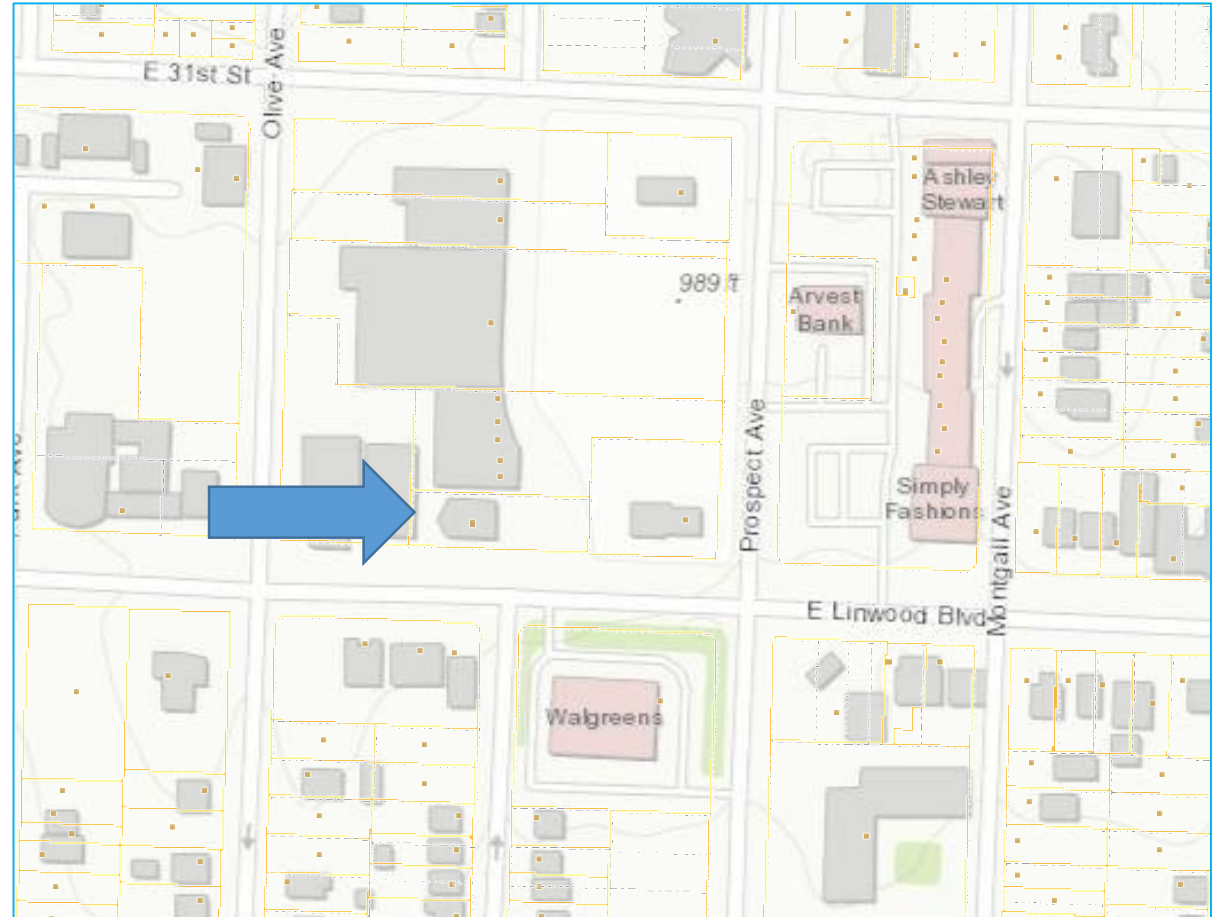 E 31st St
Olive Ave
Ashley
Stewart
989 ft
Arvest
Bank
Prospect Ave
Simply
Fashions
Montgall Ave
E Linwood Blvd
Walgreens